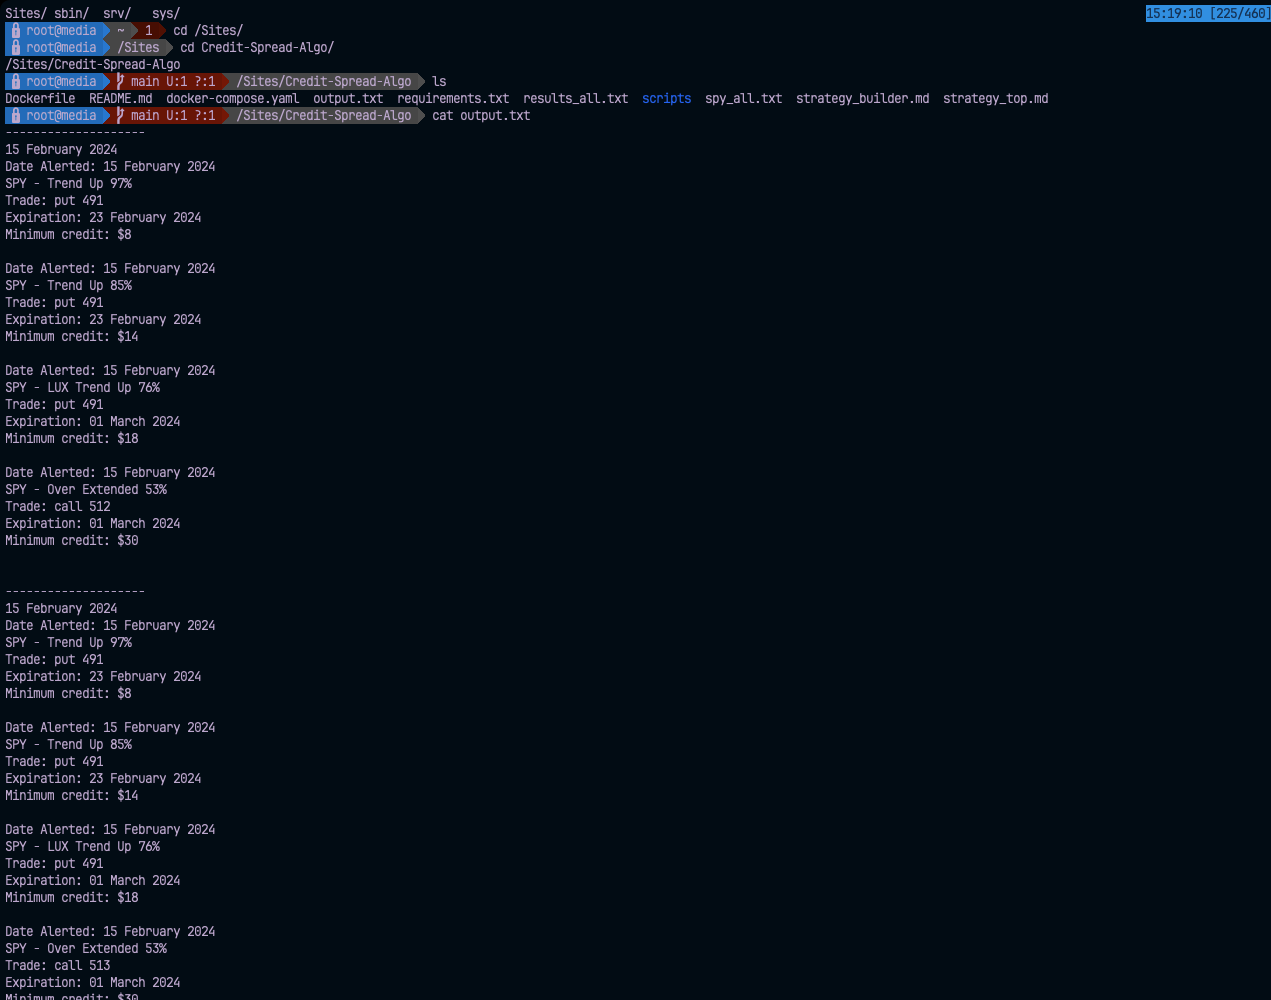 Sites/ sbin/  srv/   sys/   15:19:10 [225/460]
root@media  ~  1  cd /Sites/
root@media  /Sites  cd Credit-Spread-Algo/
/Sites/Credit-Spread-Algo
root@media  main U:1 ?:1  /Sites/Credit-Spread-Algo  ls
Dockerfile  README.md  docker-compose.yaml  output.txt  requirements.txt  results_all.txt  scripts  spy_all.txt  strategy_builder.md  strategy_top.md
root@media  main U:1 ?:1  /Sites/Credit-Spread-Algo  cat output.txt
--------------------
15 February 2024
Date Alerted: 15 February 2024
SPY - Trend Up 97%
Trade: put 491
Expiration: 23 February 2024
Minimum credit: $8

Date Alerted: 15 February 2024
SPY - Trend Up 85%
Trade: put 491
Expiration: 23 February 2024
Minimum credit: $14

Date Alerted: 15 February 2024
SPY - LUX Trend Up 76%
Trade: put 491
Expiration: 01 March 2024
Minimum credit: $18

Date Alerted: 15 February 2024
SPY - Over Extended 53%
Trade: call 512
Expiration: 01 March 2024
Minimum credit: $30

--------------------
15 February 2024
Date Alerted: 15 February 2024
SPY - Trend Up 97%
Trade: put 491
Expiration: 23 February 2024
Minimum credit: $8

Date Alerted: 15 February 2024
SPY - Trend Up 85%
Trade: put 491
Expiration: 23 February 2024
Minimum credit: $14

Date Alerted: 15 February 2024
SPY - LUX Trend Up 76%
Trade: put 491
Expiration: 01 March 2024
Minimum credit: $18

Date Alerted: 15 February 2024
SPY - Over Extended 53%
Trade: call 513
Expiration: 01 March 2024
Minimum credit: $30